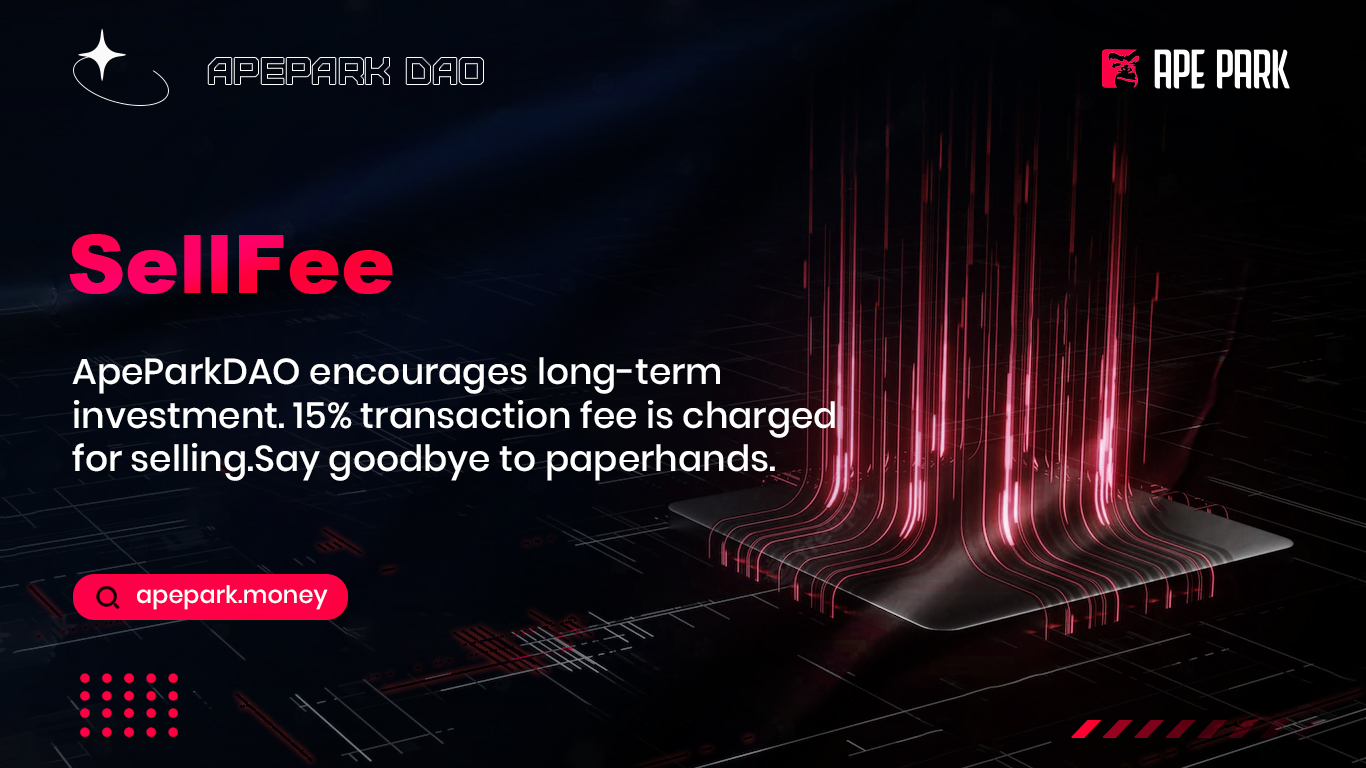 APEPARK DAO
APE PARK
SellFee
ApeParkDAO encourages long-term
investment. 15% transaction fee is charged
for selling.Say goodbye to paperhands.
apepark.money